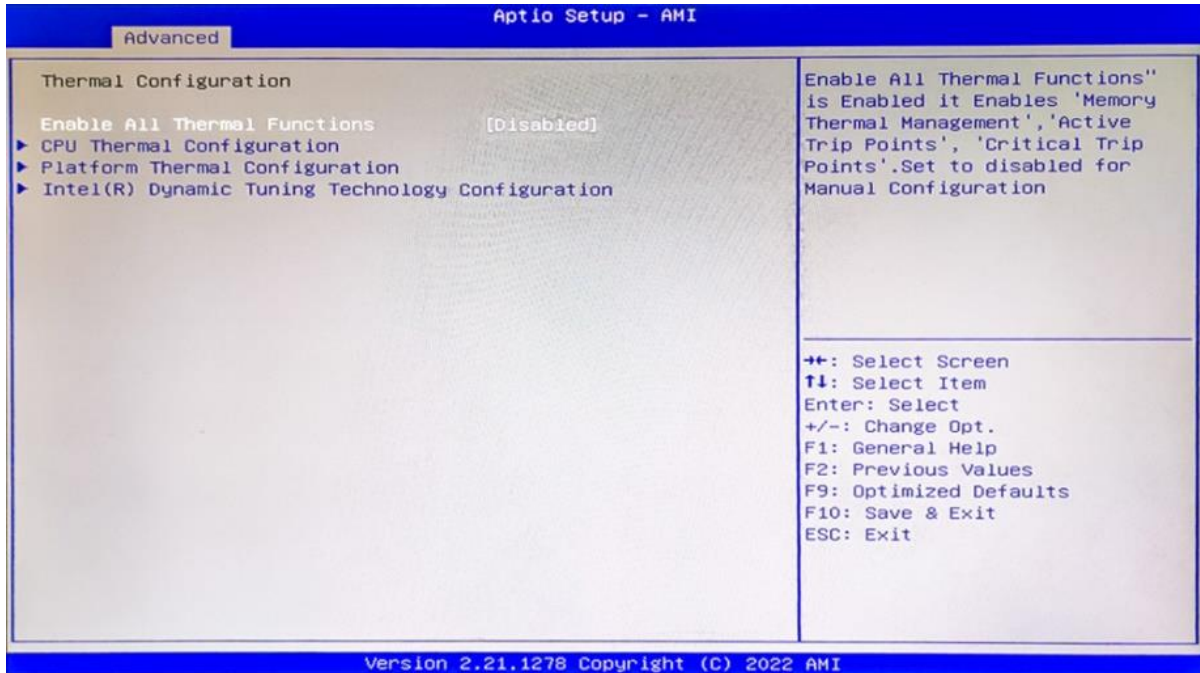 Aptio Setup - AMI
Advanced
Thermal Configuration
Enable All Thermal Functions [Disabled]
► CPU Thermal Configuration
► Platform Thermal Configuration
► Intel(R) Dynamic Tuning Technology Configuration
Enable All Thermal Functions"
is Enabled it Enables 'Memory
Thermal Management','Active
Trip Points', 'Critical Trip
Points'.Set to disabled for
Manual Configuration
→←: Select Screen
↑↓: Select Item
Enter: Select
+/-: Change Opt.
F1: General Help
F2: Previous Values
F9: Optimized Defaults
F10: Save & Exit
ESC: Exit
Version 2.21.1278 Copyright (C) 2022 AMI